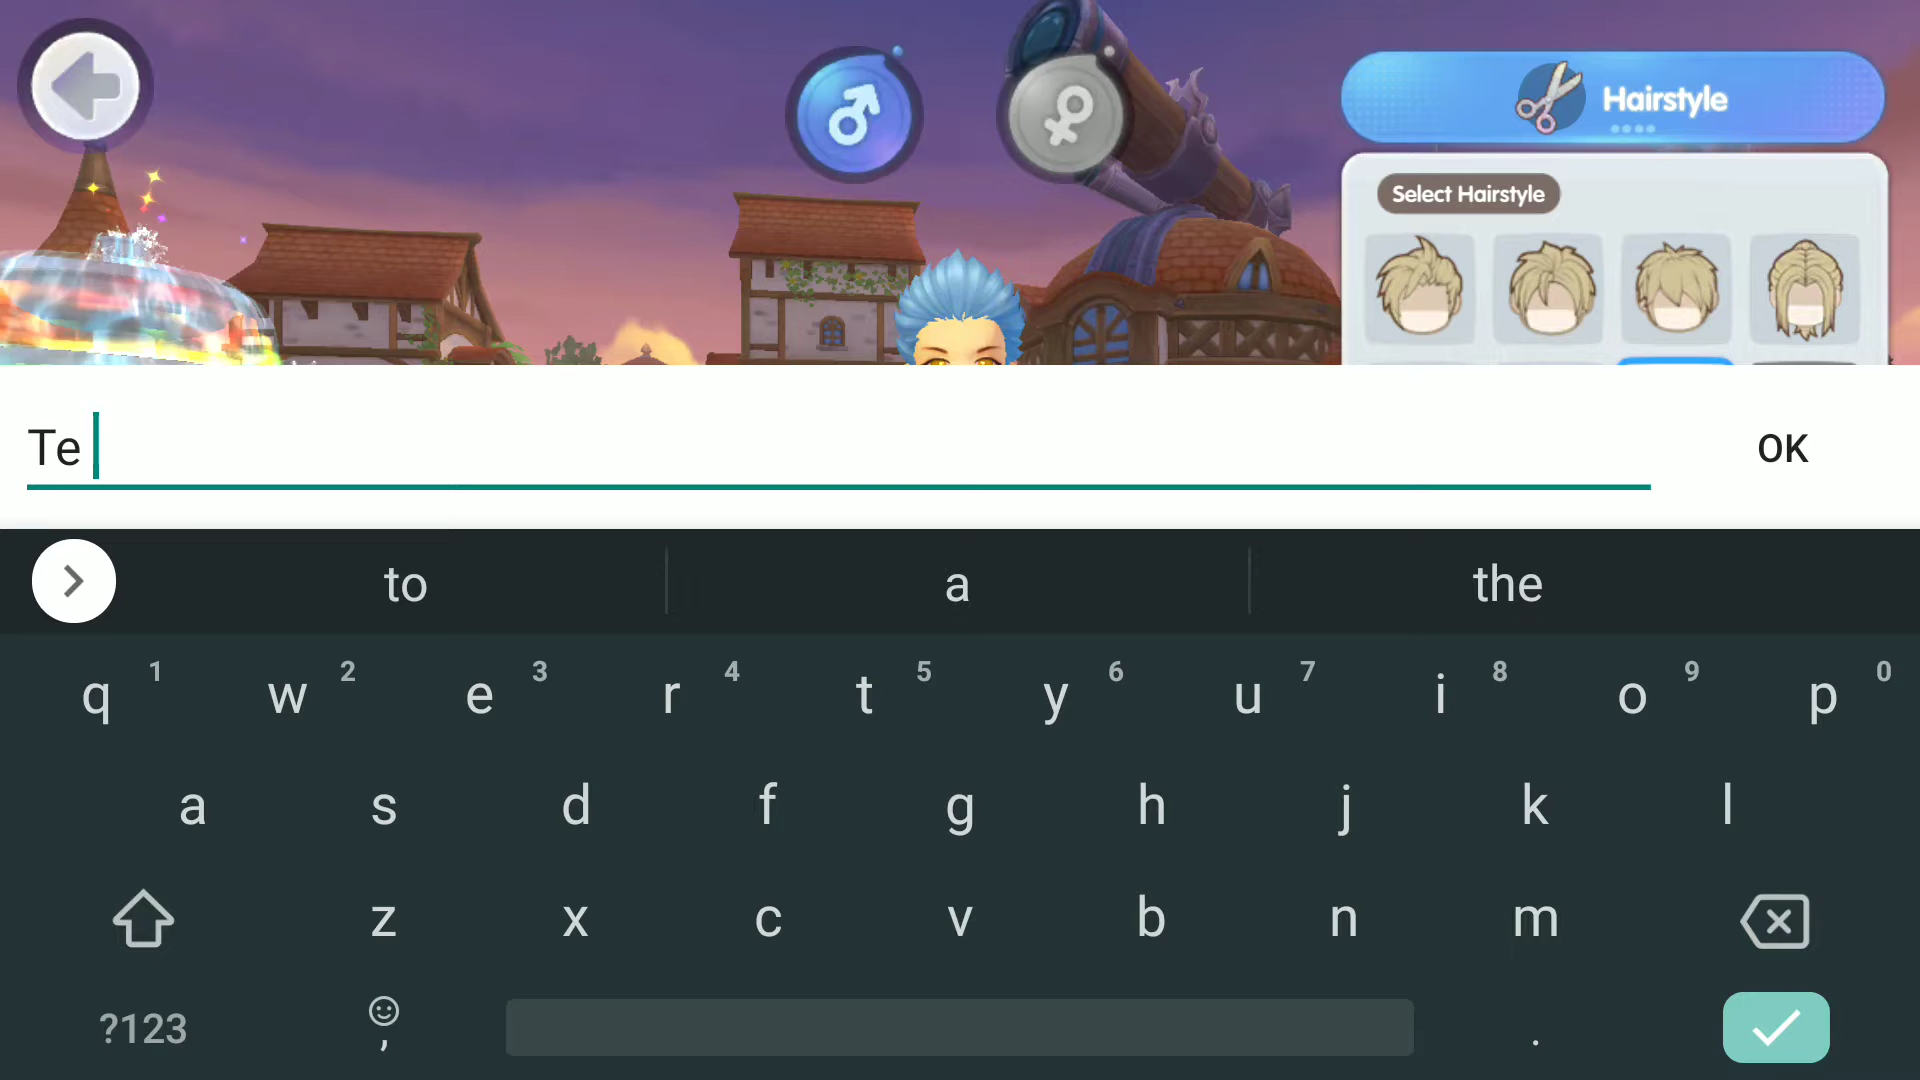 Hairstyle
Select Hairstyle
Te
OK
to a the
q 1 w 2 e 3 r 4 t 5 y 6 u 7 i 8 o 9 p 0
a s d f g h j k l
z x c v b n m
?123 , .